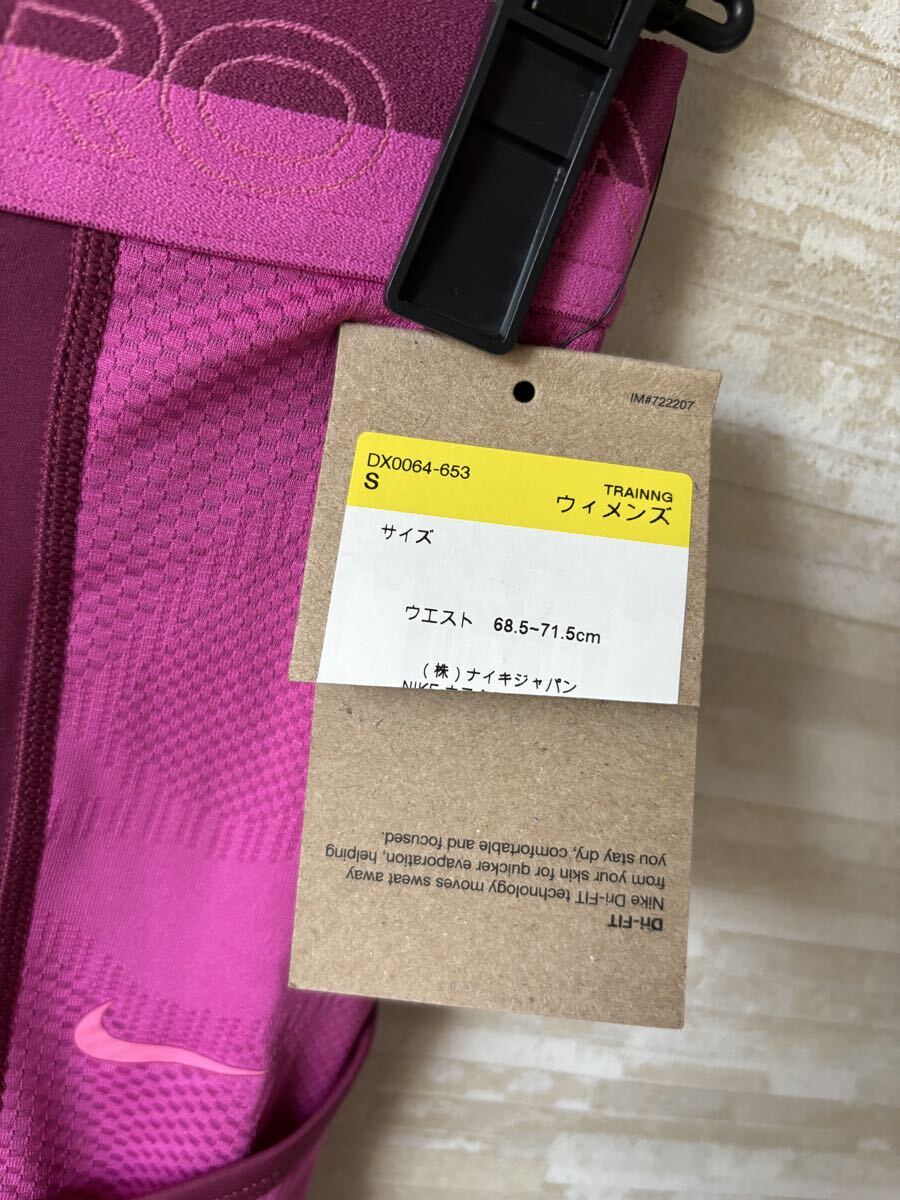 RO
IM#722207
DX0064-653
S
TRAINNG
ウィメンズ
サイズ
ウエスト 68.5~71.5cm
(株)ナイキジャパン
Dri-FIT
Nike Dri-FIT technology moves sweat away
from your skin for quicker evaporation, helping
you stay dry, comfortable and focused.